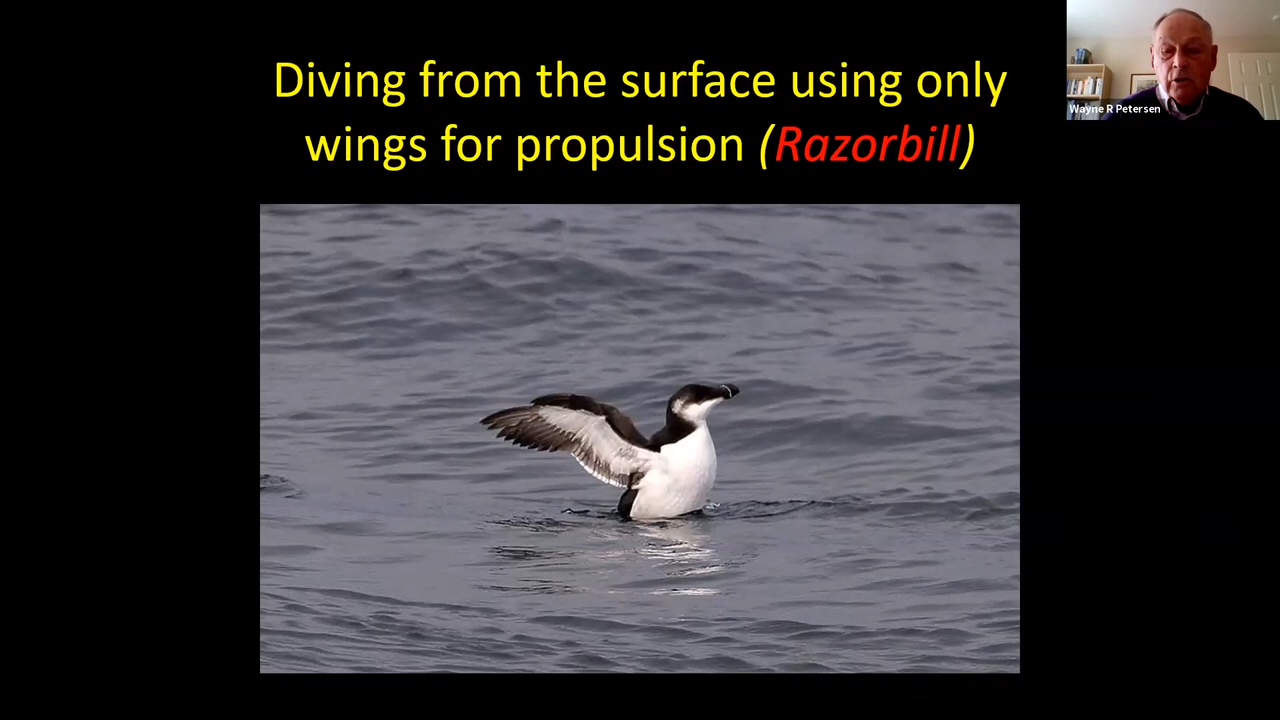 Diving from the surface using only
wings for propulsion (Razorbill)
Wayne R Petersen